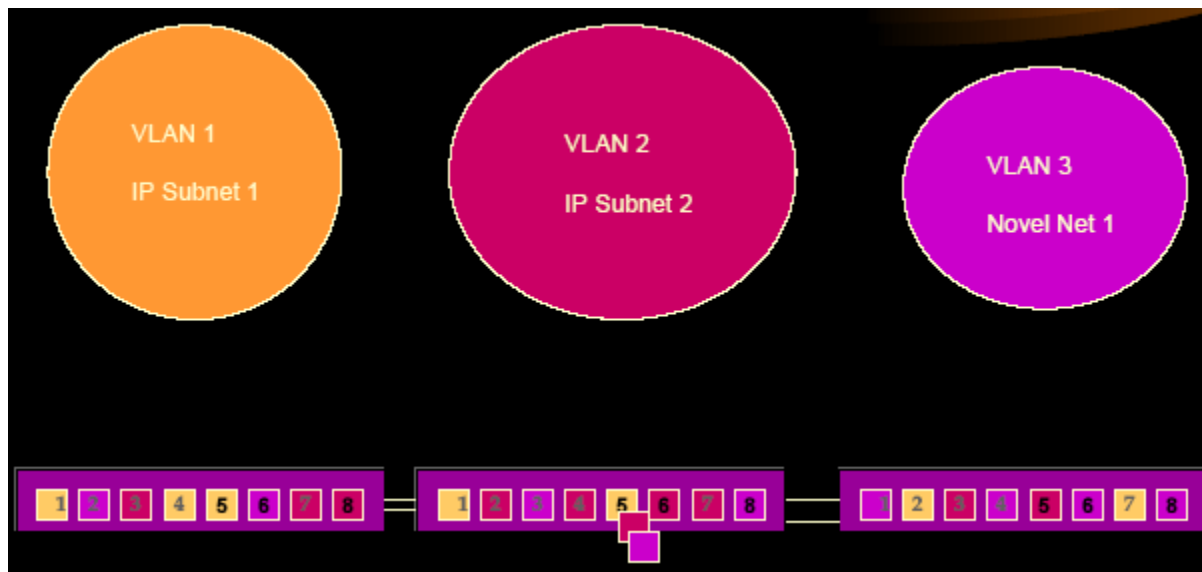 VLAN 1
IP Subnet 1
VLAN 2
IP Subnet 2
VLAN 3
Novel Net 1
1 2 3 4 5 6 7 8
1 2 3 4 5 6 7 8
1 2 3 4 5 6 7 8